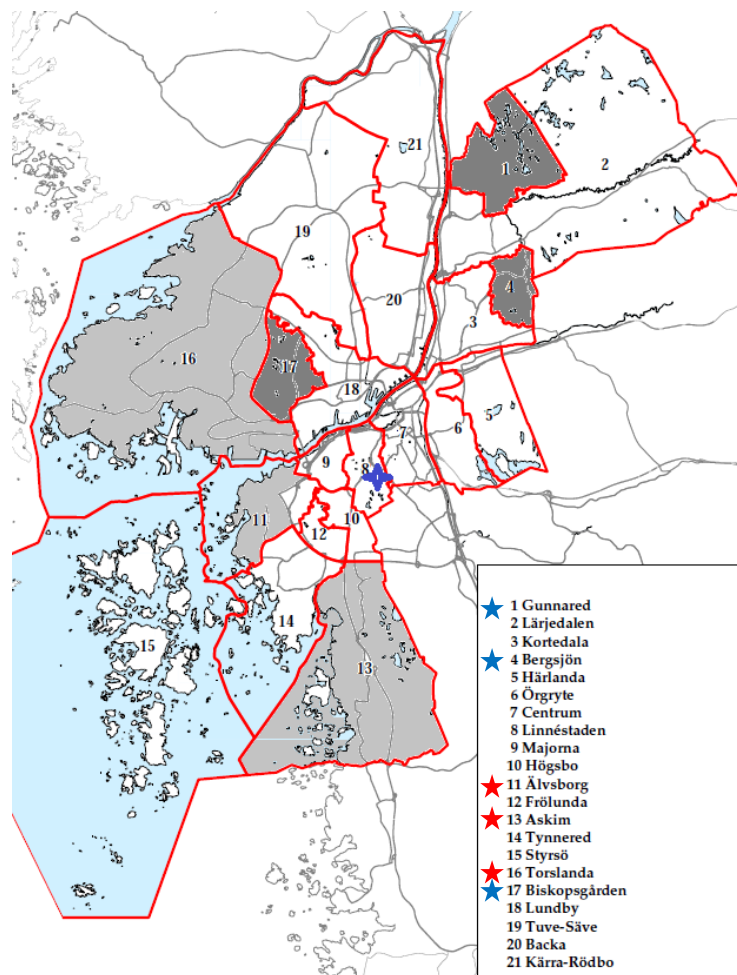 21
1
2
19
20
4
3
16
17
18
5
6
7
8
9
11
10
12
14
15
13
1 Gunnared
2 Lärjedalen
3 Kortedala
4 Bergsjön
5 Härlanda
6 Örgryte
7 Centrum
8 Linnéstaden
9 Majorna
10 Högsbo
11 Älvsborg
12 Frölunda
13 Askim
14 Tynnered
15 Styrsö
16 Torslanda
17 Biskopsgården
18 Lundby
19 Tuve-Säve
20 Backa
21 Kärra-Rödbo